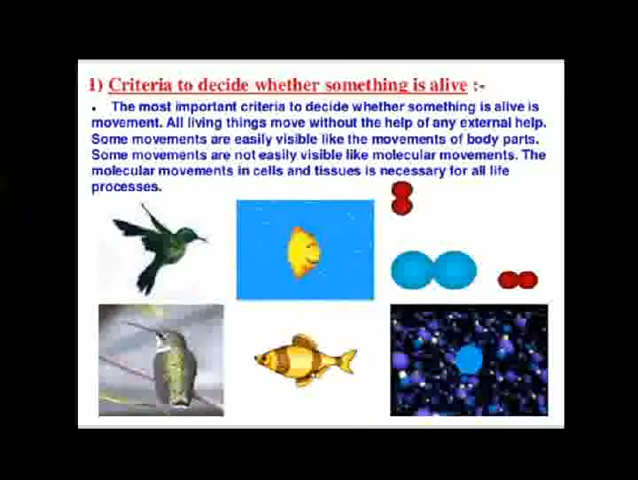 1) Criteria to decide whether something is alive :-
• The most important criteria to decide whether something is alive is
movement. All living things move without the help of any external help.
Some movements are easily visible like the movements of body parts.
Some movements are not easily visible like molecular movements. The
molecular movements in cells and tissues is necessary for all life
processes.